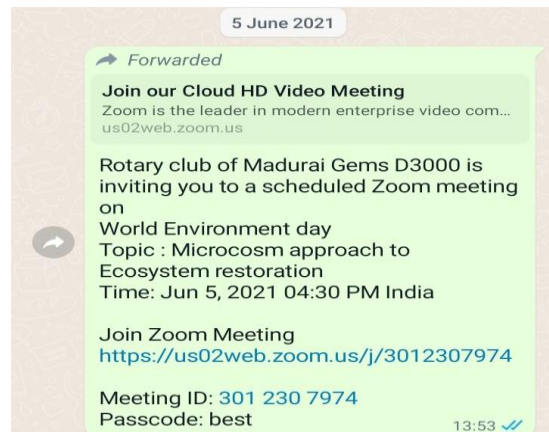 5 June 2021
Forwarded
Join our Cloud HD Video Meeting
Zoom is the leader in modern enterprise video com...
us02web.zoom.us
Rotary club of Madurai Gems D3000 is
inviting you to a scheduled Zoom meeting
on
World Environment day
Topic : Microcosm approach to
Ecosystem restoration
Time: Jun 5, 2021 04:30 PM India
Join Zoom Meeting
https://us02web.zoom.us/j/3012307974
Meeting ID: 301 230 7974
Passcode: best
13:53